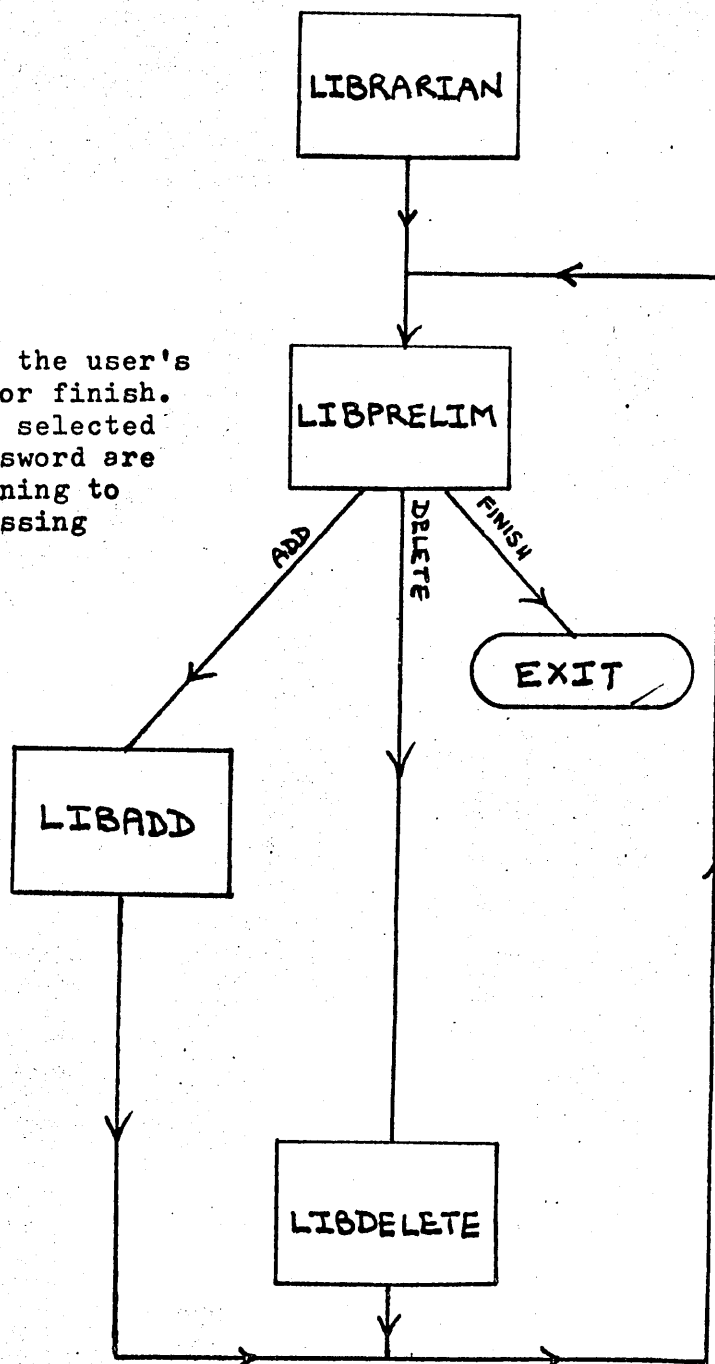 LIBRARIAN
the user's
or finish.
selected
sword are
ning to
ssing
LIBPRELIM
ADD
DELETE
FINISH
EXIT
LIBADD
LIBDELETE